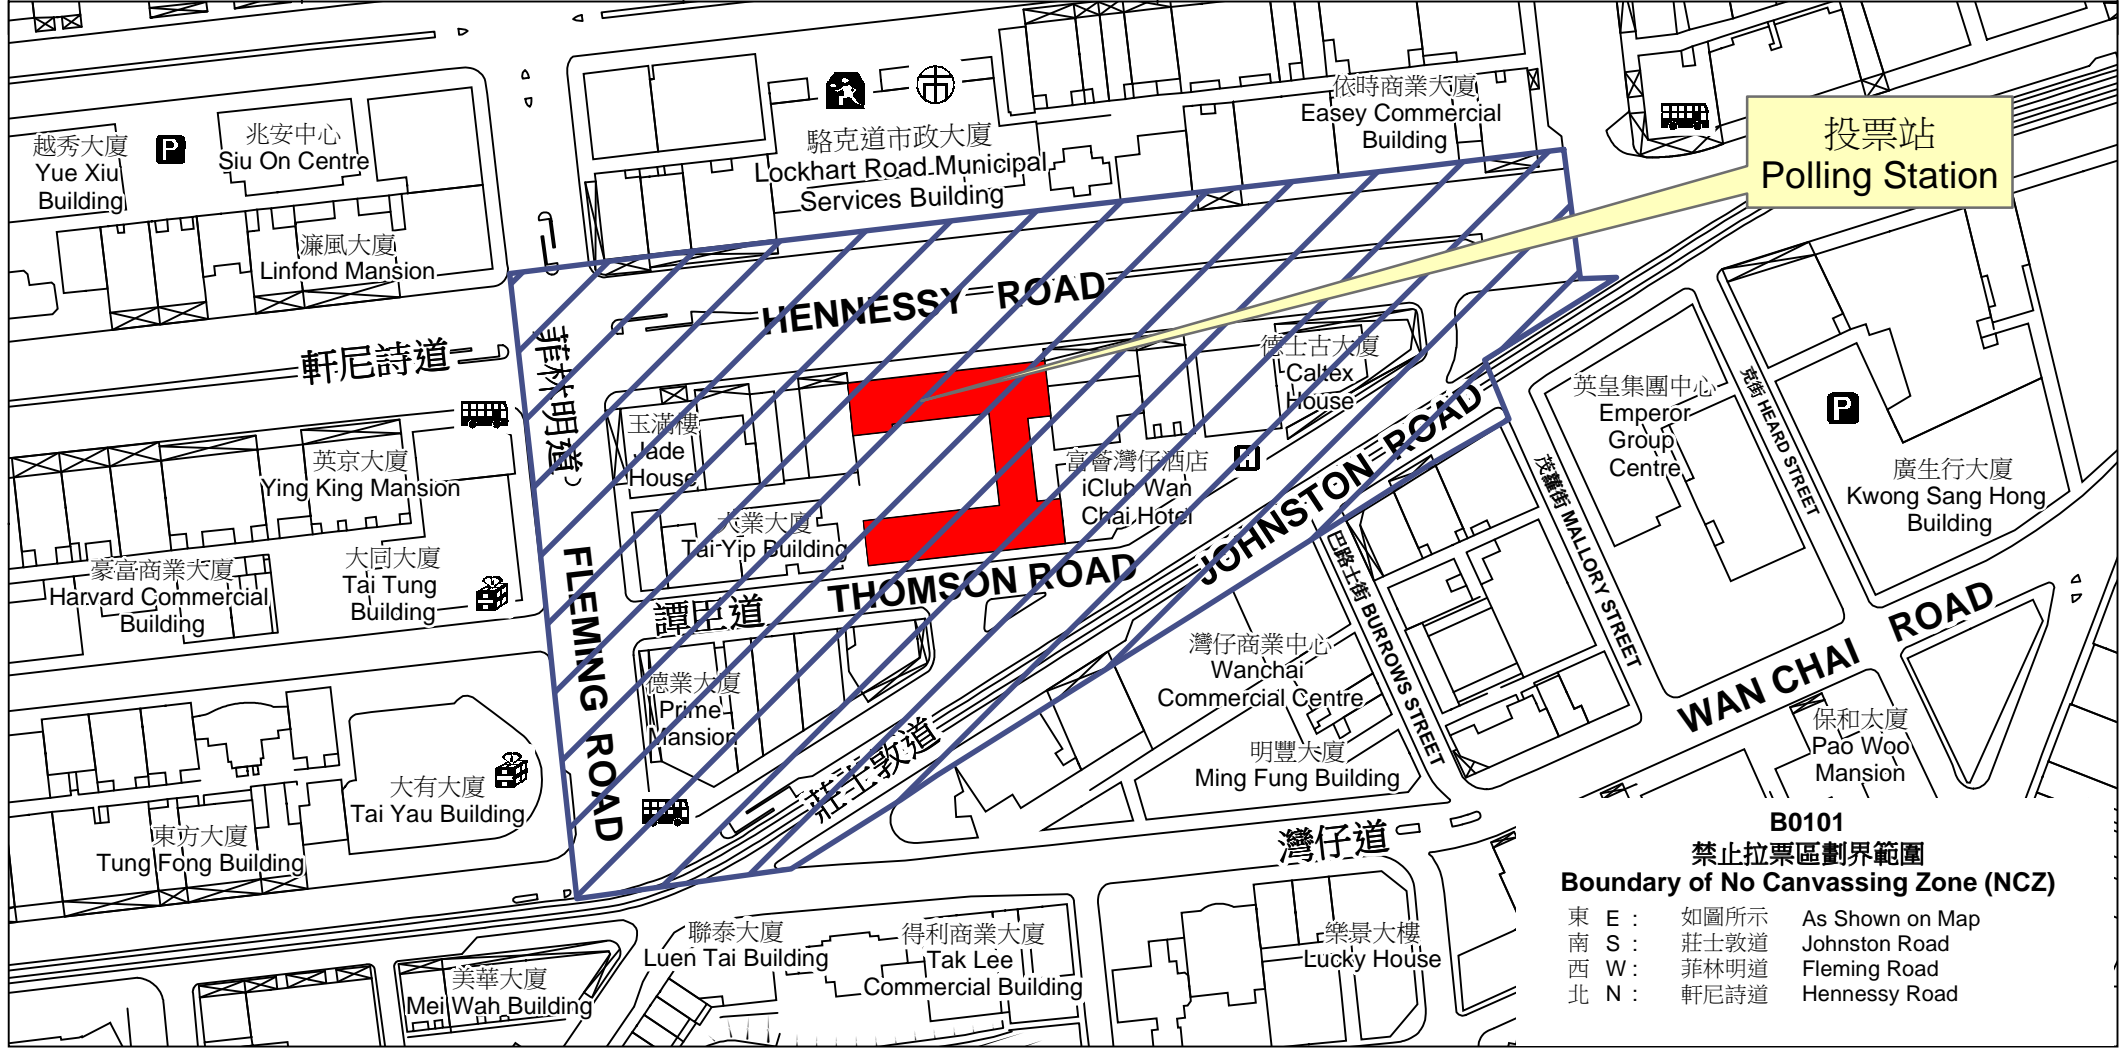 依時商業大廈
Easey Commercial
Building
投票站
Polling Station
兆安中心
Siu On Centre
越秀大廈
Yue Xiu
Building
P
駱克道市政大廈
Lockhart Road Municipal
Services Building
濂風大廈
Linfond Mansion
HENNESSY ROAD
軒尼詩道
菲林明道
德士古大廈
Caltex
House
英皇集團中心
Emperor
Group
Centre
克街 HEARD STREET
P
玉滿樓
Jade
House
英京大廈
Ying King Mansion
富薈灣仔酒店
iClub Wan
Chai Hotel
H
JOHNSTON ROAD
茂蘿街 MALLORY STREET
廣生行大廈
Kwong Sang Hong
Building
大業大廈
Tai Yip Building
豪富商業大廈
Harvard Commercial
Building
大同大廈
Tai Tung
Building
FLEMING ROAD
THOMSON ROAD
譚臣道
巴路士街 BURROWS STREET
WAN CHAI ROAD
灣仔商業中心
Wanchai
Commercial Centre
德業大廈
Prime
Mansion
莊士敦道
明豐大廈
Ming Fung Building
保和大廈
Pao Woo
Mansion
大有大廈
Tai Yau Building
東方大廈
Tung Fong Building
灣仔道
聯泰大廈
Luen Tai Building
得利商業大廈
Tak Lee
Commercial Building
樂景大樓
Lucky House
美華大廈
Mei Wah Building
B0101
禁止拉票區劃界範圍
Boundary of No Canvassing Zone (NCZ)
東 E : 如圖所示 As Shown on Map
南 S : 莊士敦道 Johnston Road
西 W : 菲林明道 Fleming Road
北 N : 軒尼詩道 Hennessy Road